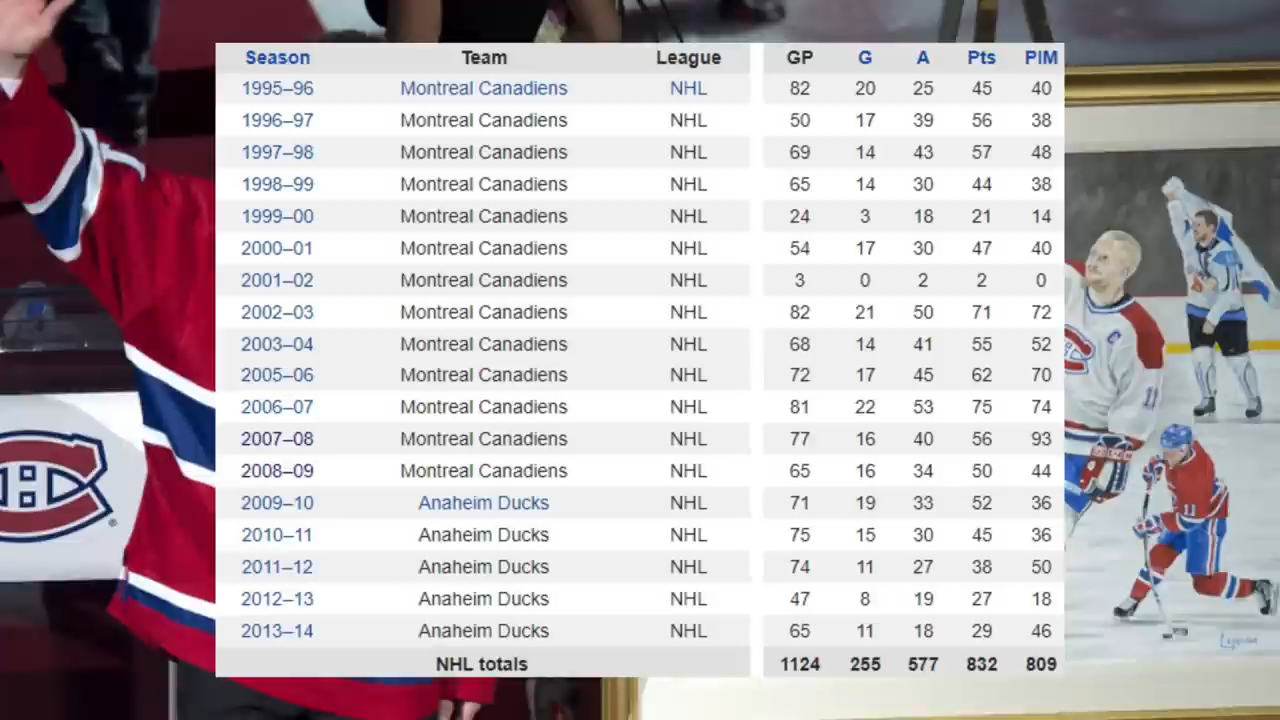 Season Team League GP G A Pts PIM
1995–96 Montreal Canadiens NHL 82 20 25 45 40
1996–97 Montreal Canadiens NHL 50 17 39 56 38
1997–98 Montreal Canadiens NHL 69 14 43 57 48
1998–99 Montreal Canadiens NHL 65 14 30 44 38
1999–00 Montreal Canadiens NHL 24 3 18 21 14
2000–01 Montreal Canadiens NHL 54 17 30 47 40
2001–02 Montreal Canadiens NHL 3 0 2 2 0
2002–03 Montreal Canadiens NHL 82 21 50 71 72
2003–04 Montreal Canadiens NHL 68 14 41 55 52
2005–06 Montreal Canadiens NHL 72 17 45 62 70
2006–07 Montreal Canadiens NHL 81 22 53 75 74
2007–08 Montreal Canadiens NHL 77 16 40 56 93
2008–09 Montreal Canadiens NHL 65 16 34 50 44
2009–10 Anaheim Ducks NHL 71 19 33 52 36
2010–11 Anaheim Ducks NHL 75 15 30 45 36
2011–12 Anaheim Ducks NHL 74 11 27 38 50
2012–13 Anaheim Ducks NHL 47 8 19 27 18
2013–14 Anaheim Ducks NHL 65 11 18 29 46
NHL totals 1124 255 577 832 809
11
11